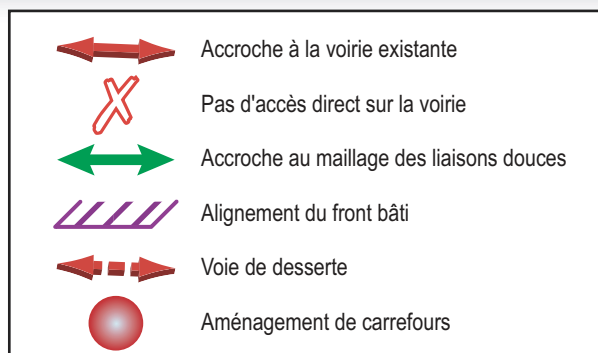 Accroche à la voirie existante
Pas d'accès direct sur la voirie
Accroche au maillage des liaisons douces
Alignement du front bâti
Voie de desserte
Aménagement de carrefours